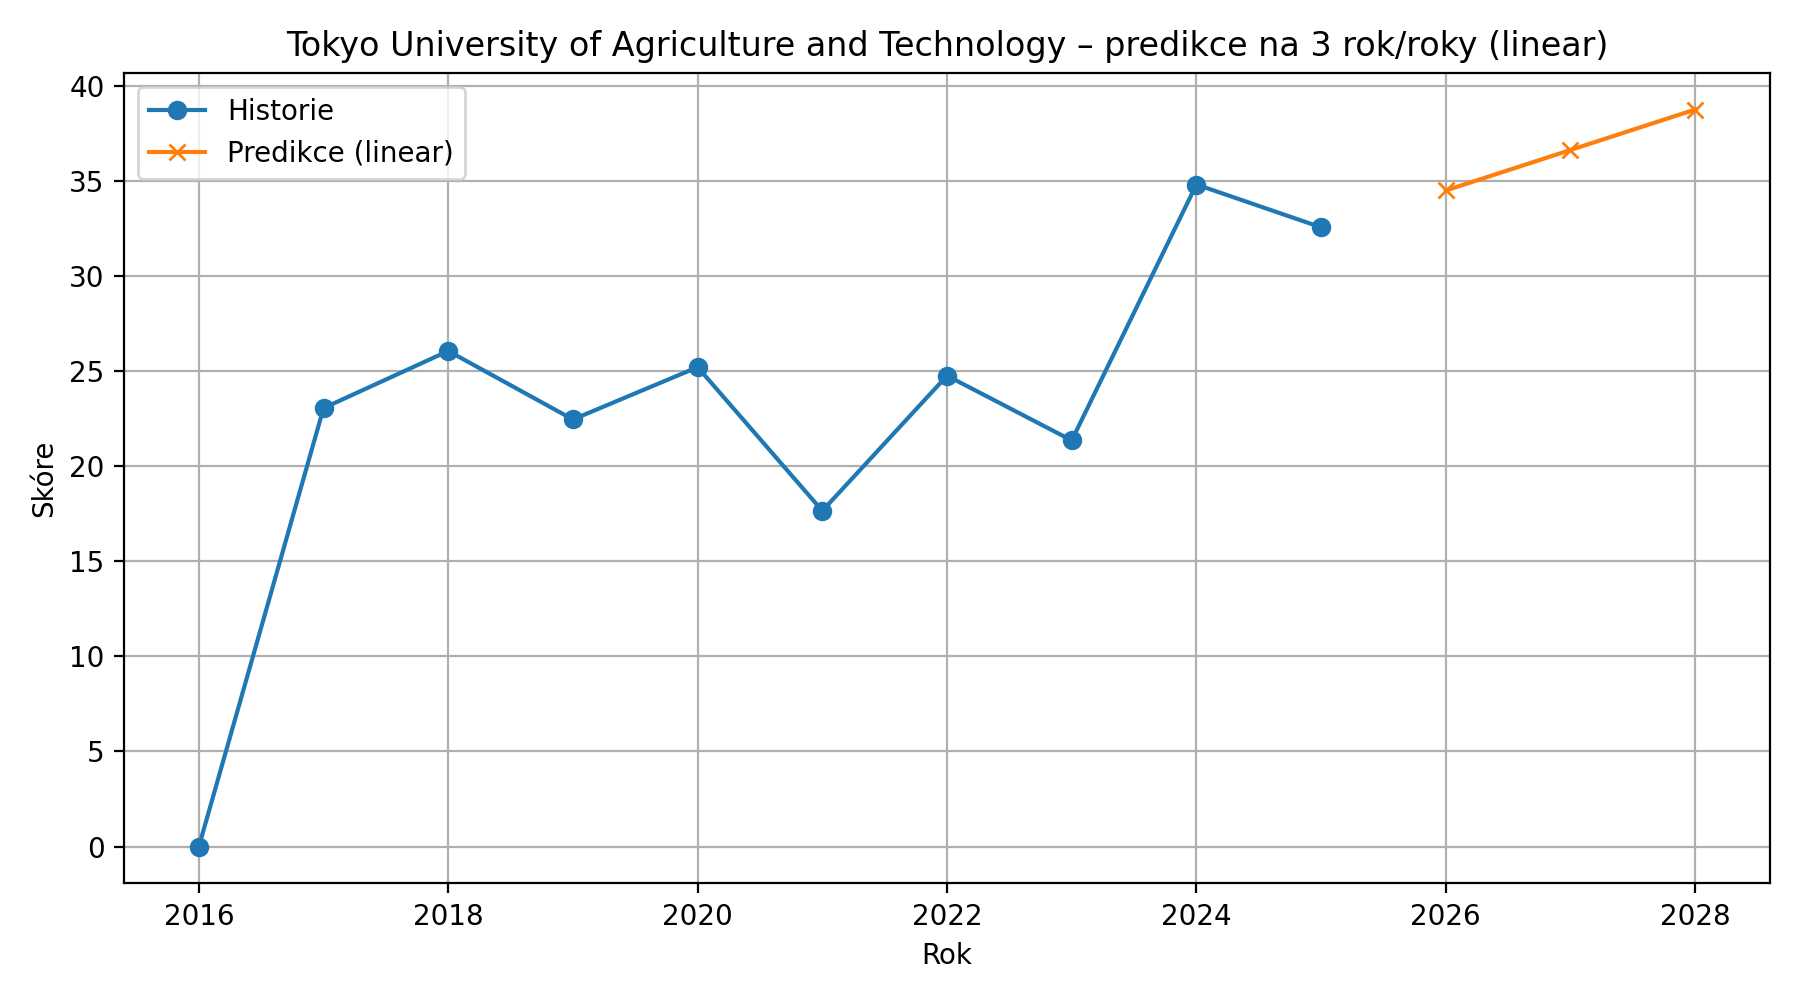 Tokyo University of Agriculture and Technology – predikce na 3 rok/roky (linear)
Historie
Predikce (linear)
40
35
30
25
20
15
10
5
0
Skóre
2016 2018 2020 2022 2024 2026 2028
Rok